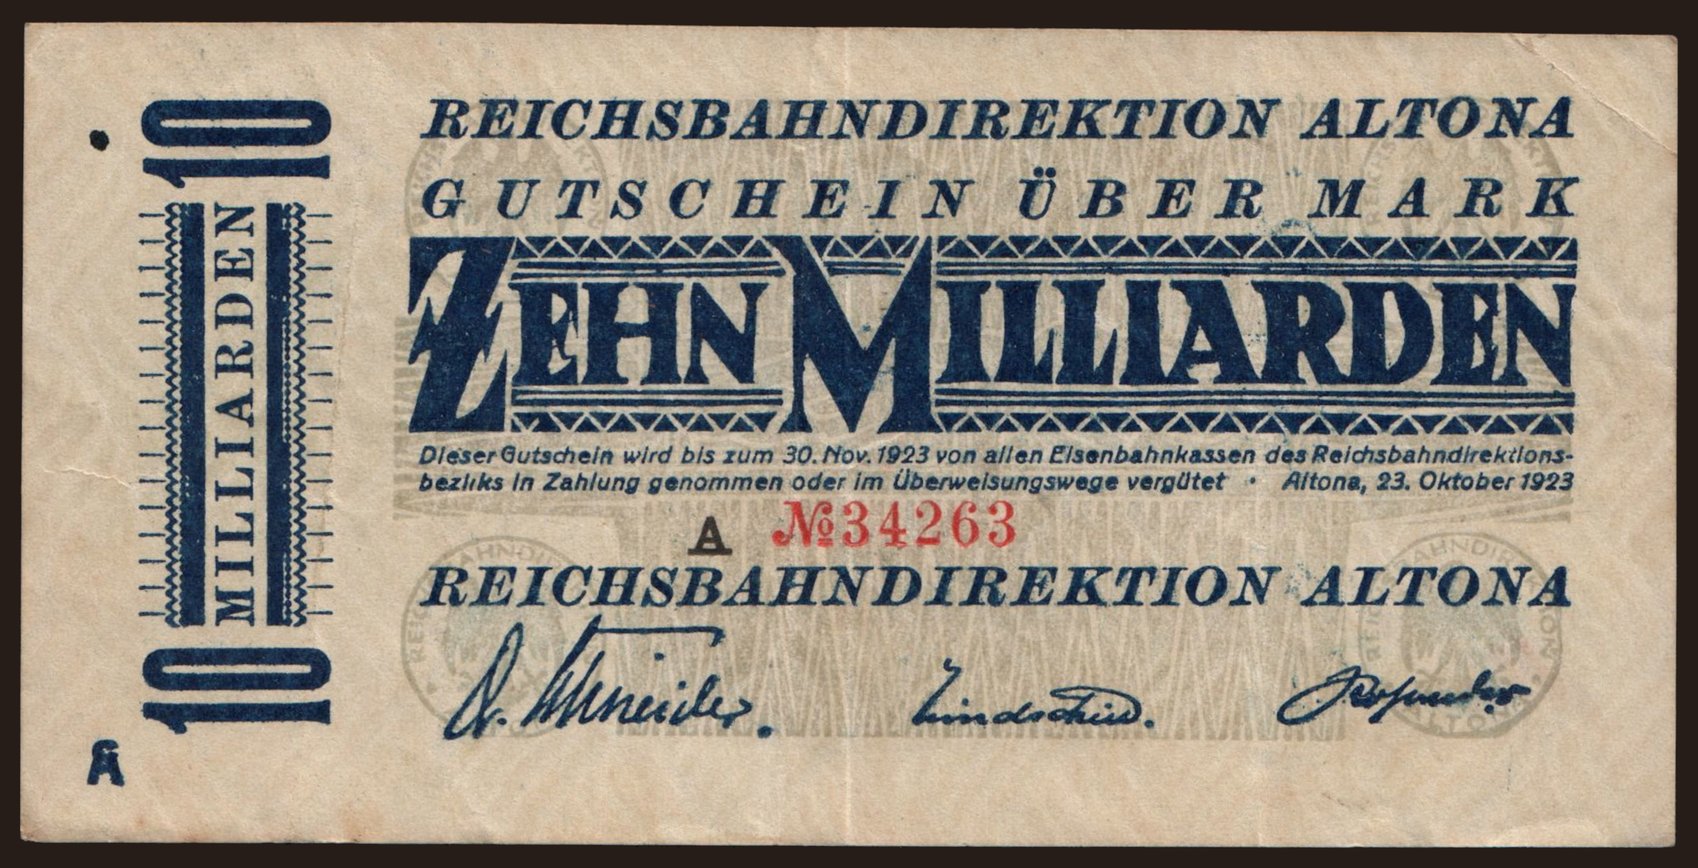 10
MILLIARDEN
10
A
REICHSBAHNDIREKTION ALTONA
GUTSCHEIN ÜBER MARK
ZEHN MILLIARDEN
Dieser Gutschein wird bis zum 30. Nov. 1923 von allen Eisenbahnkassen des Reichsbahndirektions-
bezirks in Zahlung genommen oder im Überweisungswege vergütet · Altona, 23. Oktober 1923
A №34263
REICHSBAHNDIREKTION ALTONA